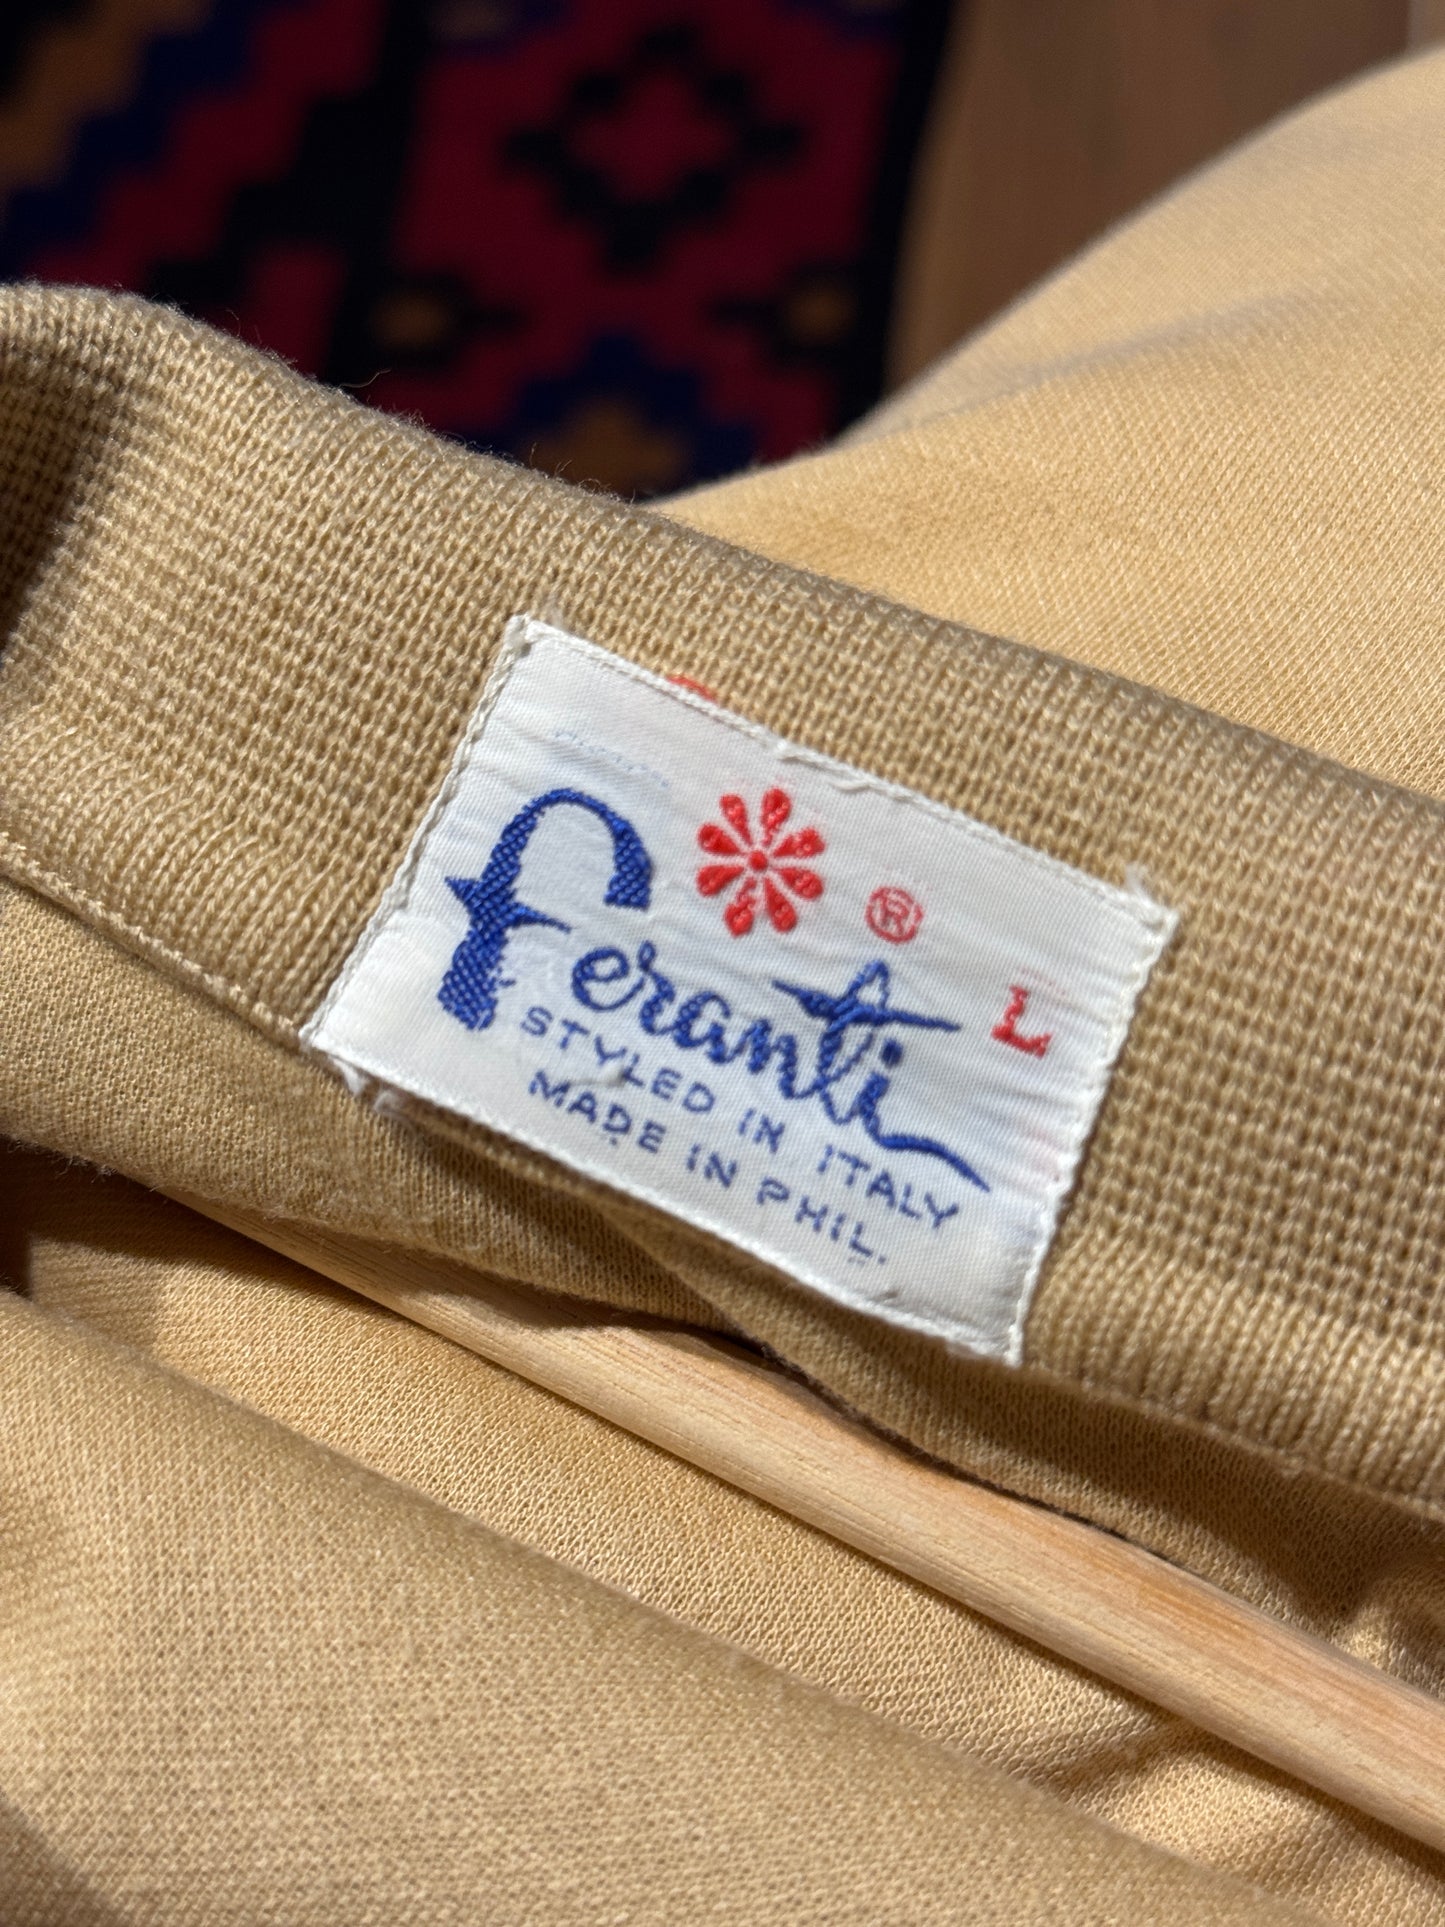 ®
Feranti
L
STYLED IN ITALY
MADE IN PHIL.